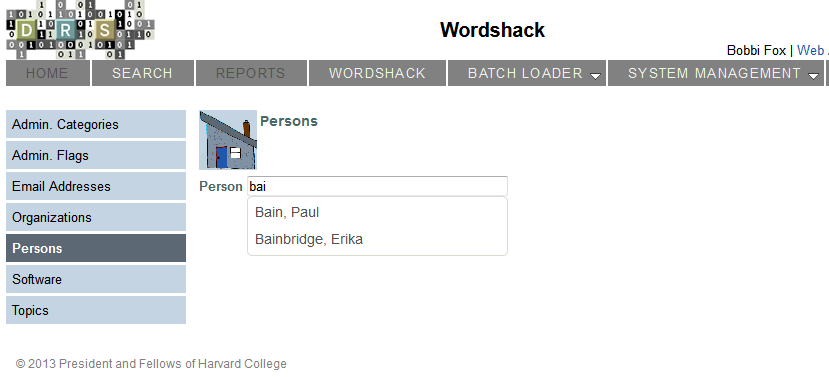 DRS
Wordshack
Bobbi Fox | Web
HOME SEARCH REPORTS WORDSHACK BATCH LOADER SYSTEM MANAGEMENT
Admin. Categories
Persons
Admin. Flags
Email Addresses
Person bai
Organizations
Bain, Paul
Bainbridge, Erika
Persons
Software
Topics
© 2013 President and Fellows of Harvard College